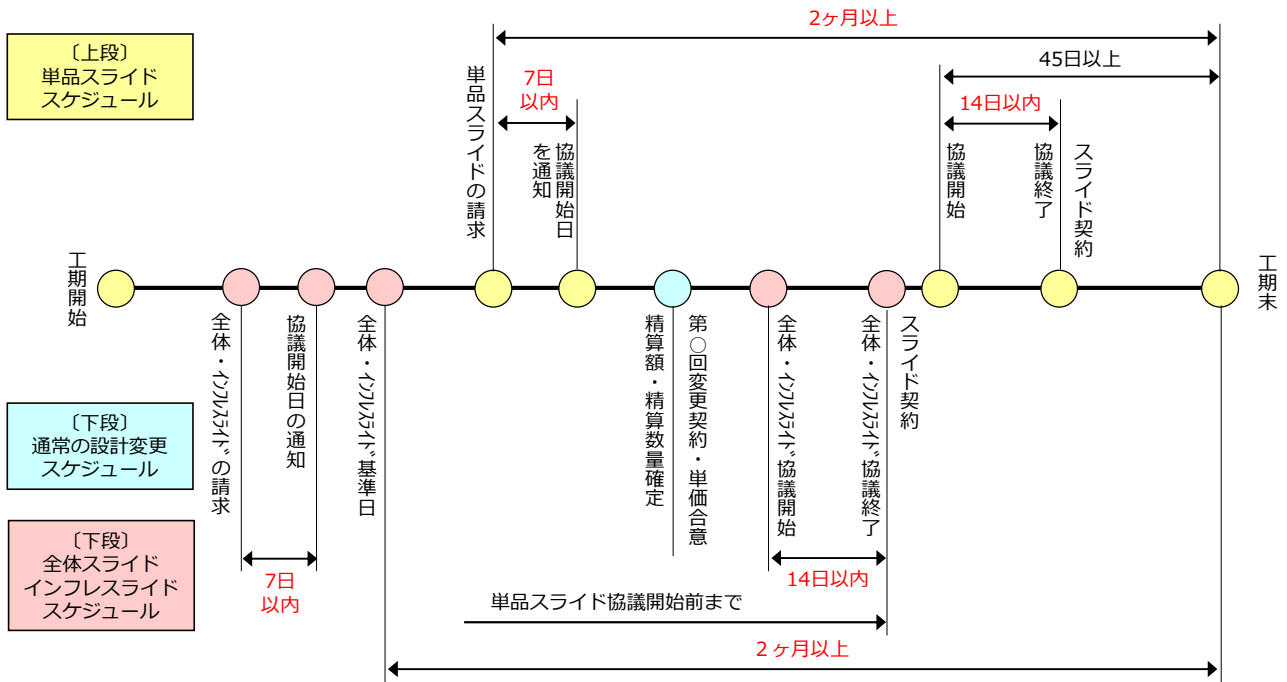 2ヶ月以上
〔上段〕
単品スライド
スケジュール
45日以上
7日
以内
14日以内
単品スライドの請求
協議開始日
を通知
協議開始
協議終了
スライド契約
工期開始
工期末
全体・インフレスライドの請求
協議開始日の通知
全体・インフレスライド基準日
第○回変更契約・単価合意
精算額・精算数量確定
全体・インフレスライド協議開始
スライド契約
全体・インフレスライド協議終了
〔下段〕
通常の設計変更
スケジュール
〔下段〕
全体スライド
インフレスライド
スケジュール
7日
以内
14日以内
単品スライド協議開始前まで
２ヶ月以上